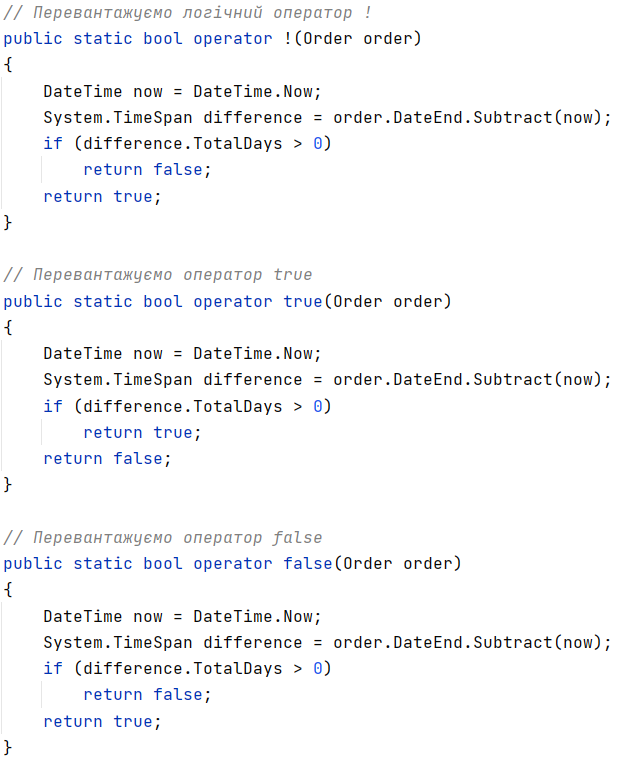 // Перевантажуємо логічний оператор !
public static bool operator !(Order order)
{
    DateTime now = DateTime.Now;
    System.TimeSpan difference = order.DateEnd.Subtract(now);
    if (difference.TotalDays > 0)
        return false;
    return true;
}

// Перевантажуємо оператор true
public static bool operator true(Order order)
{
    DateTime now = DateTime.Now;
    System.TimeSpan difference = order.DateEnd.Subtract(now);
    if (difference.TotalDays > 0)
        return true;
    return false;
}

// Перевантажуємо оператор false
public static bool operator false(Order order)
{
    DateTime now = DateTime.Now;
    System.TimeSpan difference = order.DateEnd.Subtract(now);
    if (difference.TotalDays > 0)
        return false;
    return true;
}